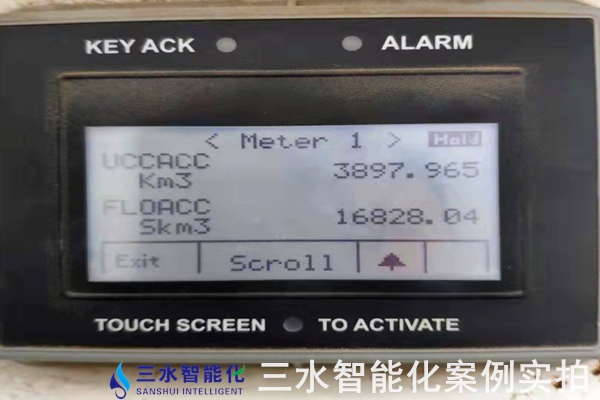 KEY ACK ALARM
< Meter 1 > Hold
UCCACC 3897.965
Km3
FLOACC 16828.04
Skm3
Exit Scroll
TOUCH SCREEN TO ACTIVATE
三水智能化 三水智能化案例实拍
SANSHUI INTELLIGENT